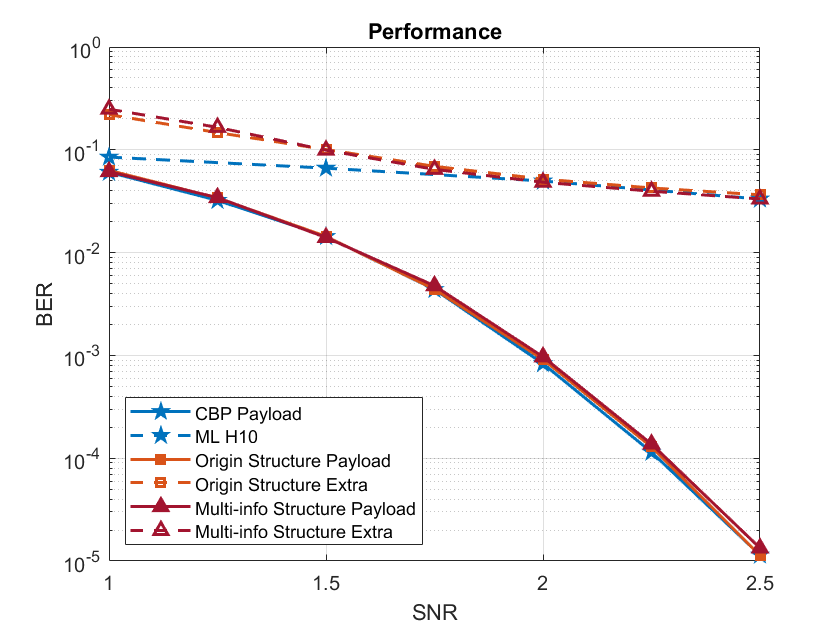 Performance
10^0
10^-1
10^-2
10^-3
10^-4
10^-5
BER
CBP Payload
ML H10
Origin Structure Payload
Origin Structure Extra
Multi-info Structure Payload
Multi-info Structure Extra
1 1.5 2 2.5
SNR